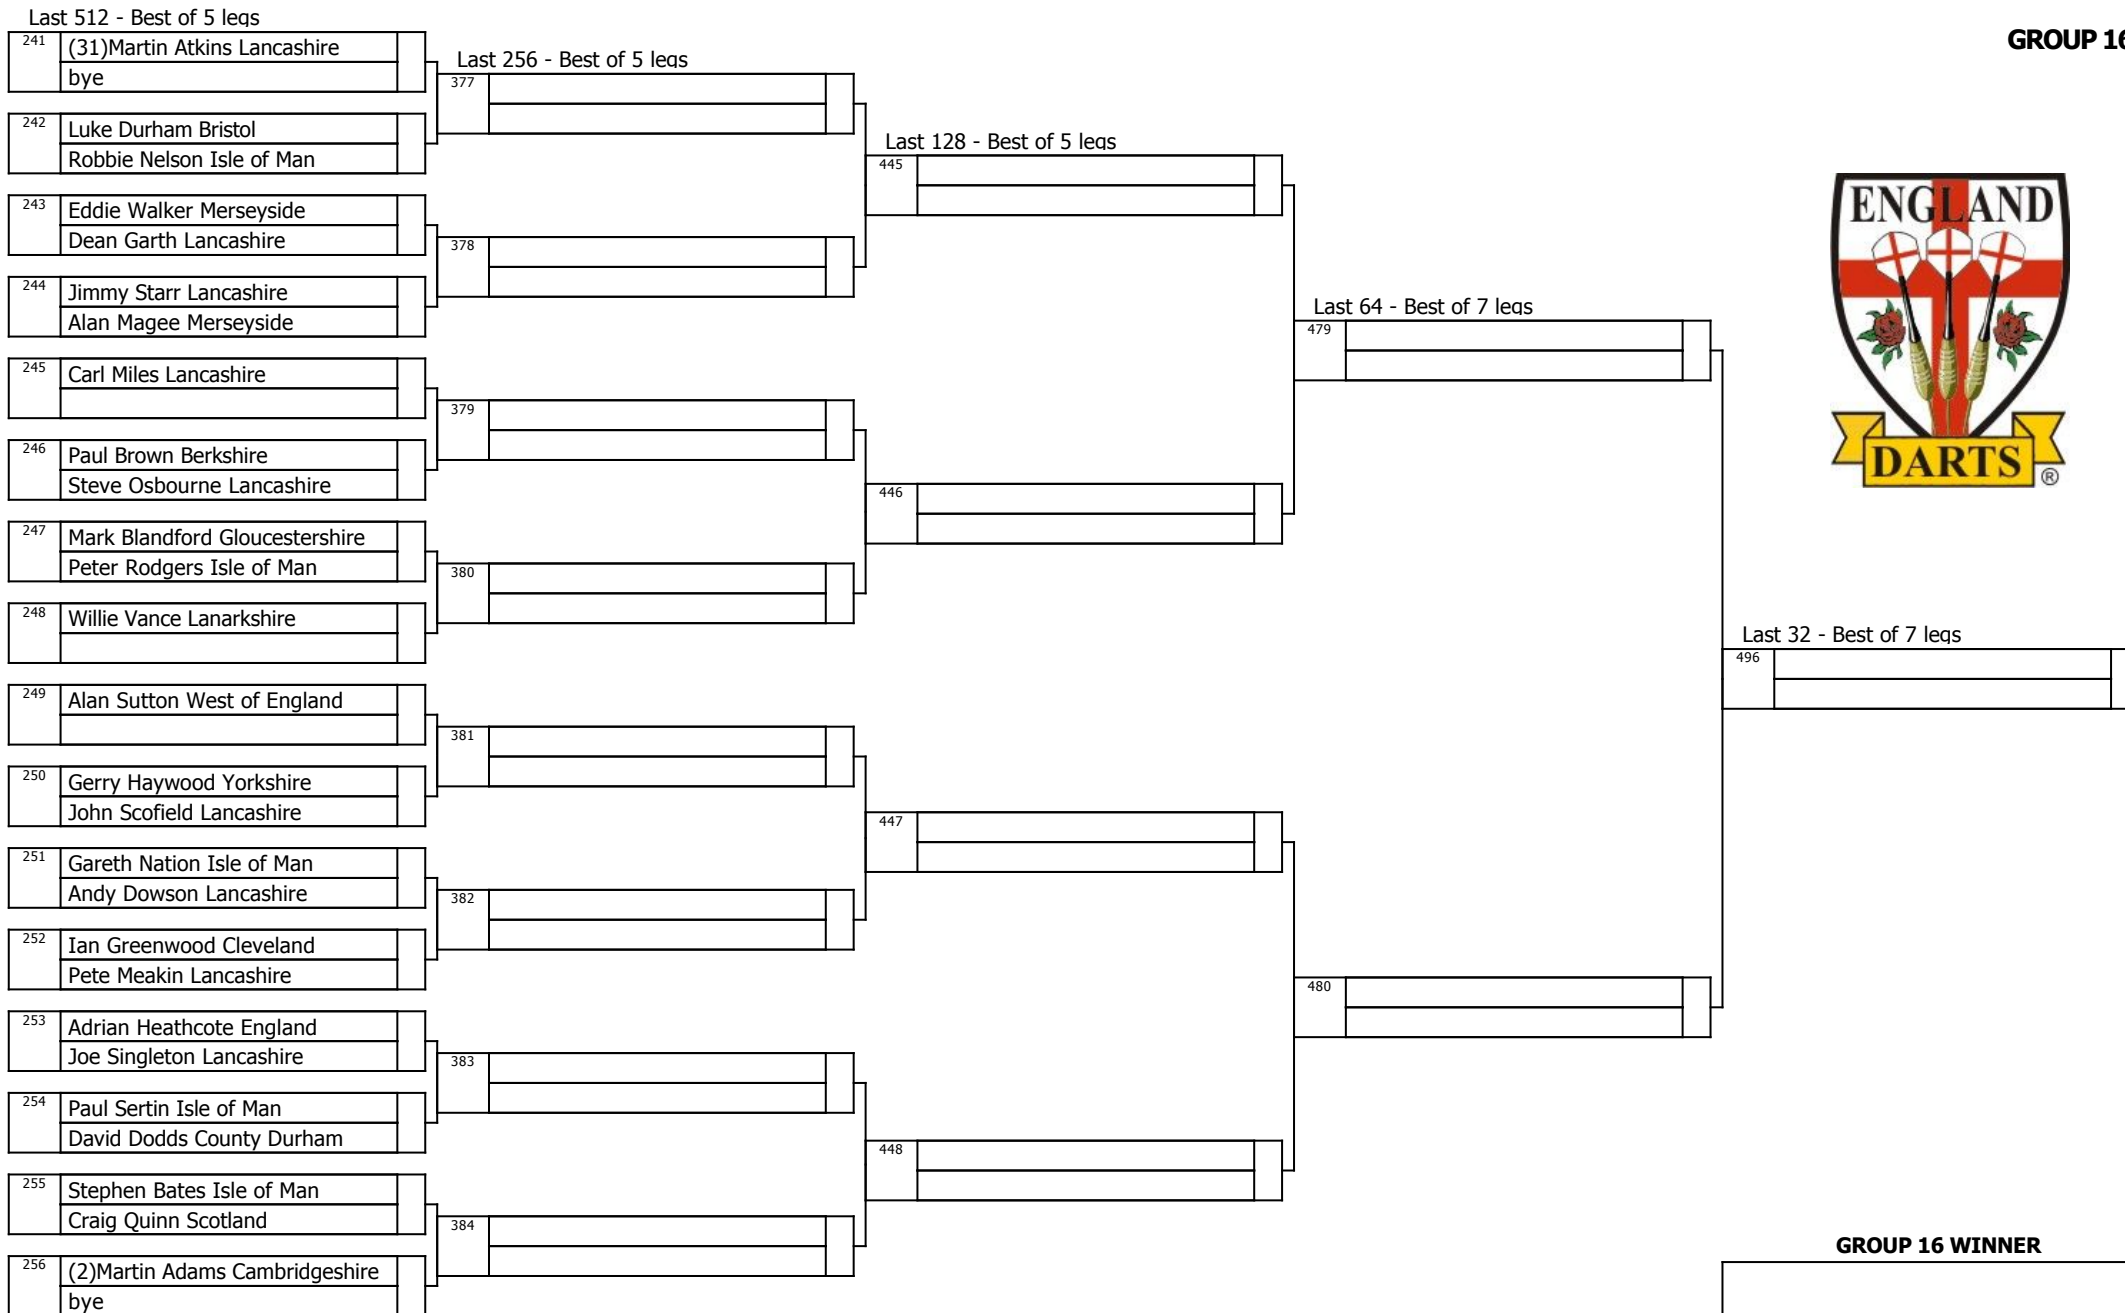 Last 512 - Best of 5 legs
241
(31)Martin Atkins Lancashire
bye
242
Luke Durham Bristol
Robbie Nelson Isle of Man
243
Eddie Walker Merseyside
Dean Garth Lancashire
244
Jimmy Starr Lancashire
Alan Magee Merseyside
245
Carl Miles Lancashire
246
Paul Brown Berkshire
Steve Osbourne Lancashire
247
Mark Blandford Gloucestershire
Peter Rodgers Isle of Man
248
Willie Vance Lanarkshire
249
Alan Sutton West of England
250
Gerry Haywood Yorkshire
John Scofield Lancashire
251
Gareth Nation Isle of Man
Andy Dowson Lancashire
252
Ian Greenwood Cleveland
Pete Meakin Lancashire
253
Adrian Heathcote England
Joe Singleton Lancashire
254
Paul Sertin Isle of Man
David Dodds County Durham
255
Stephen Bates Isle of Man
Craig Quinn Scotland
256
(2)Martin Adams Cambridgeshire
bye
Last 256 - Best of 5 legs
377
378
379
380
381
382
383
384
Last 128 - Best of 5 legs
445
446
447
448
Last 64 - Best of 7 legs
479
480
GROUP 16
ENGLAND
DARTS ®
Last 32 - Best of 7 legs
496
GROUP 16 WINNER